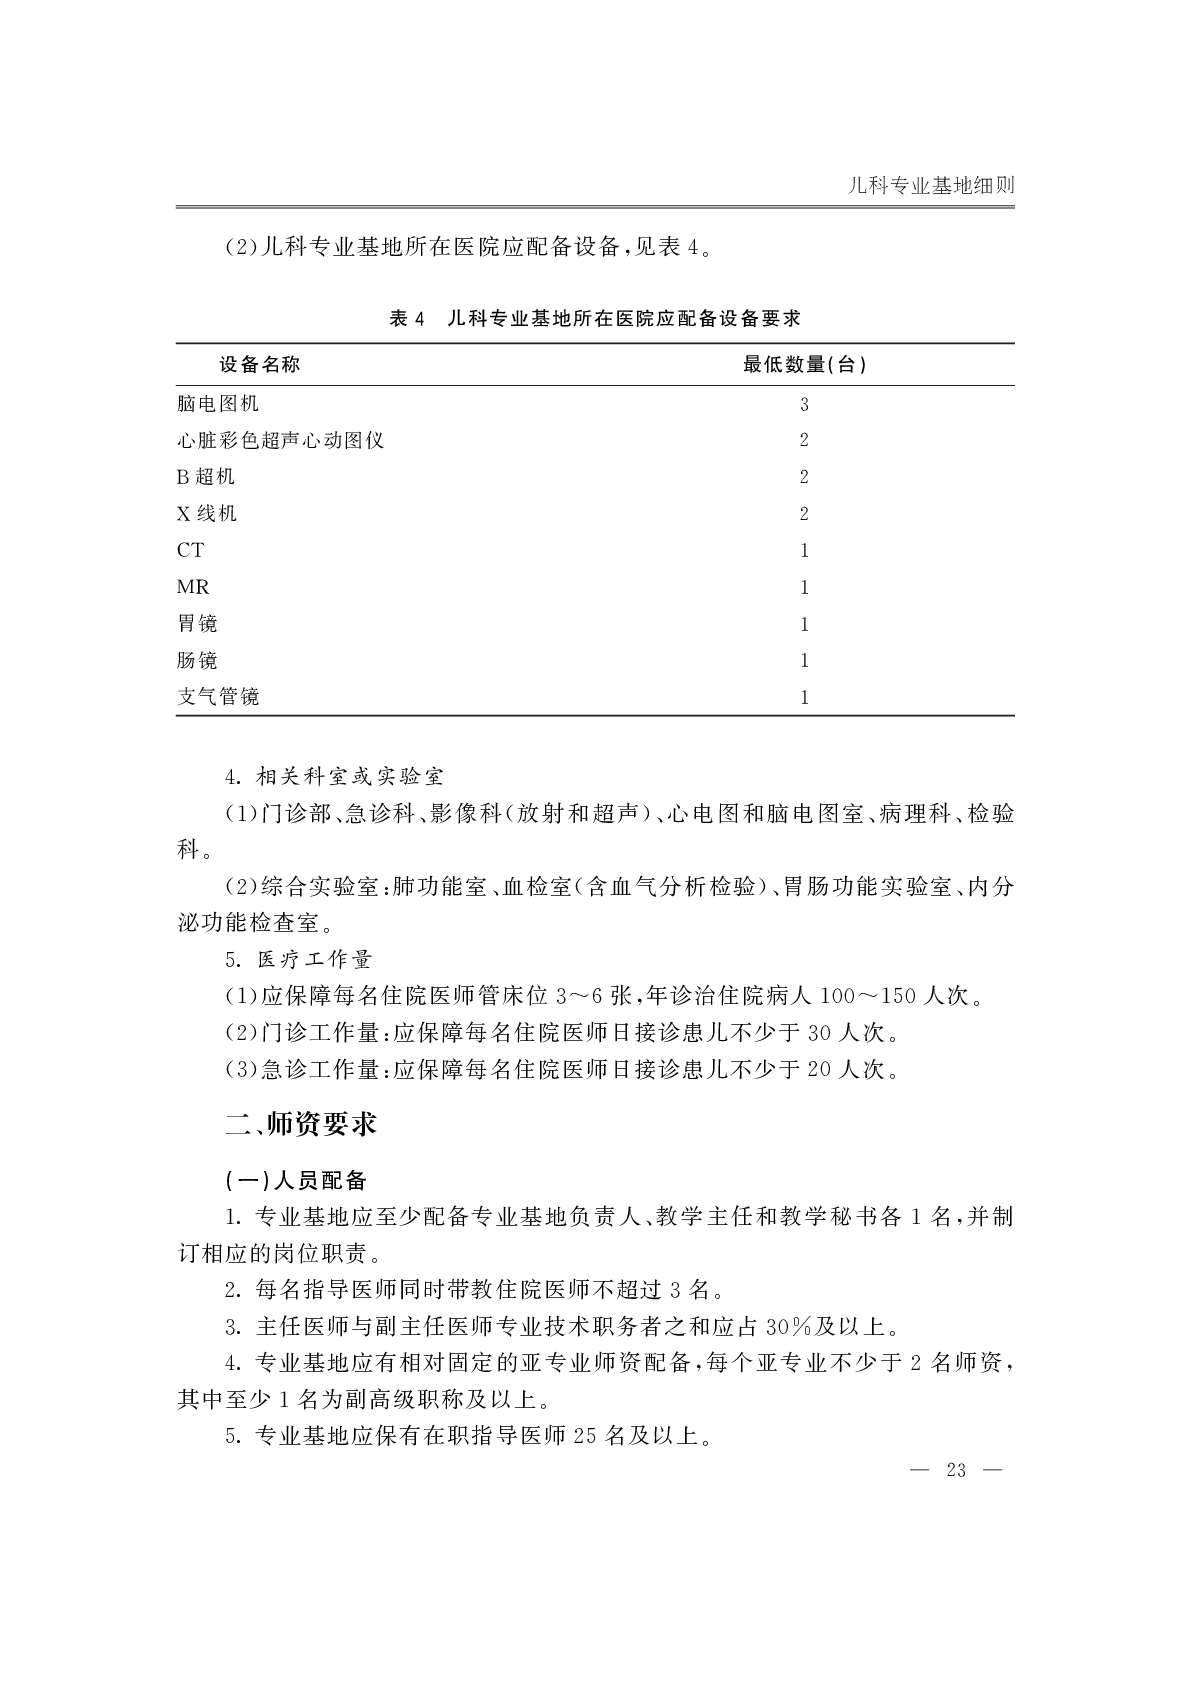 儿科专业基地细则
(2)儿科专业基地所在医院应配备设备,见表 4。
表 4 儿科专业基地所在医院应配备设备要求
设备名称 最低数量(台)
脑电图机 3
心脏彩色超声心动图仪 2
B 超机 2
X 线机 2
CT 1
MR 1
胃镜 1
肠镜 1
支气管镜 1
4. 相关科室或实验室
(1)门诊部、急诊科、影像科(放射和超声)、心电图和脑电图室、病理科、检验
科。
(2)综合实验室:肺功能室、血检室(含血气分析检验)、胃肠功能实验室、内分
泌功能检查室。
5. 医疗工作量
(1)应保障每名住院医师管床位 3～6 张,年诊治住院病人 100～150 人次。
(2)门诊工作量:应保障每名住院医师日接诊患儿不少于 30 人次。
(3)急诊工作量:应保障每名住院医师日接诊患儿不少于 20 人次。
二、师资要求
(一)人员配备
1. 专业基地应至少配备专业基地负责人、教学主任和教学秘书各 1 名,并制
订相应的岗位职责。
2. 每名指导医师同时带教住院医师不超过 3 名。
3. 主任医师与副主任医师专业技术职务者之和应占 30%及以上。
4. 专业基地应有相对固定的亚专业师资配备,每个亚专业不少于 2 名师资,
其中至少 1 名为副高级职称及以上。
5. 专业基地应保有在职指导医师 25 名及以上。
— 23 —